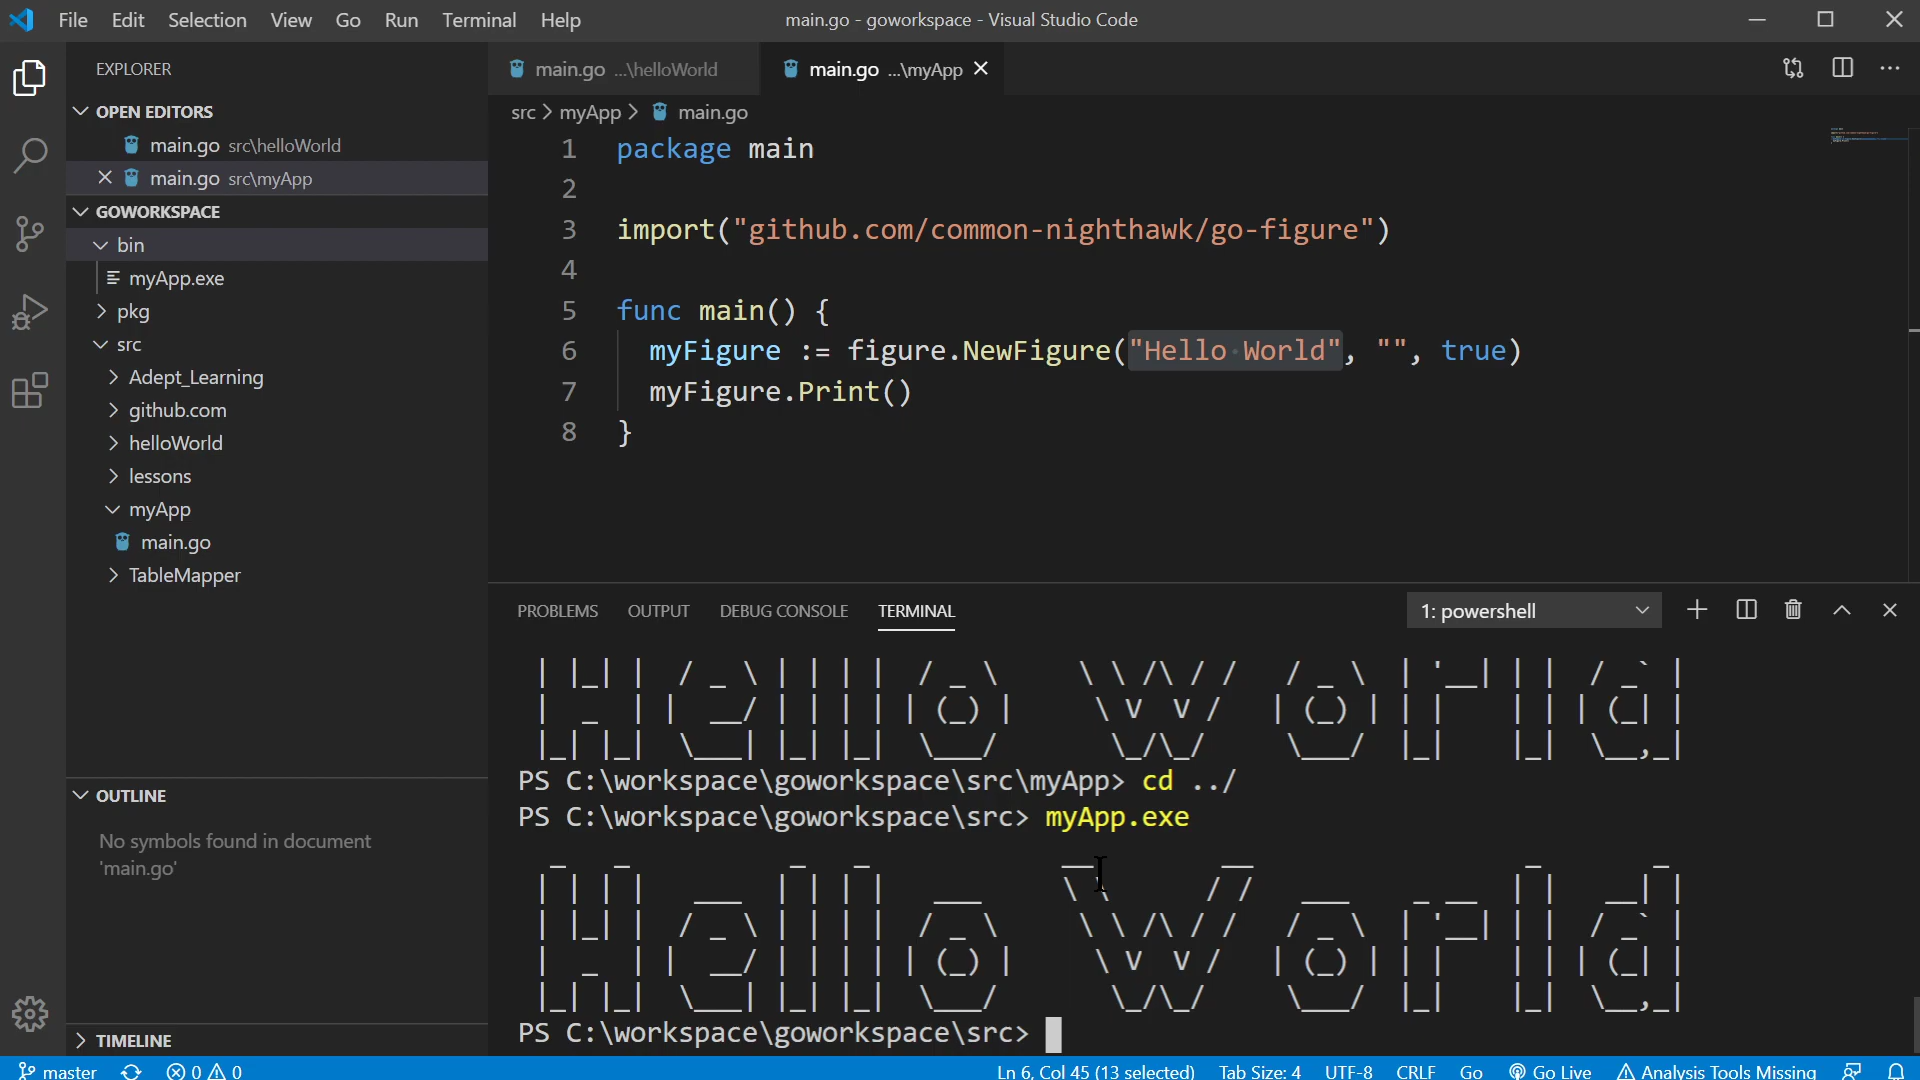 File Edit Selection View Go Run Terminal Help main.go - goworkspace - Visual Studio Code
EXPLORER
OPEN EDITORS
main.go src\helloWorld
main.go src\myApp
GOWORKSPACE
bin
myApp.exe
pkg
src
Adept_Learning
github.com
helloWorld
lessons
myApp
main.go
TableMapper
OUTLINE
No symbols found in document
'main.go'
TIMELINE
main.go ...\helloWorld main.go ...\myApp
src > myApp > main.go
1 package main
2
3 import("github.com/common-nighthawk/go-figure")
4
5 func main() {
6 myFigure := figure.NewFigure("Hello World", "", true)
7 myFigure.Print()
8 }
PROBLEMS OUTPUT DEBUG CONSOLE TERMINAL 1: powershell
Hello World
PS C:\workspace\goworkspace\src\myApp> cd ../
PS C:\workspace\goworkspace\src> myApp.exe
Hello World
PS C:\workspace\goworkspace\src>
master 0 0 Ln 6, Col 45 (13 selected) Tab Size: 4 UTF-8 CRLF Go Go Live Analysis Tools Missing